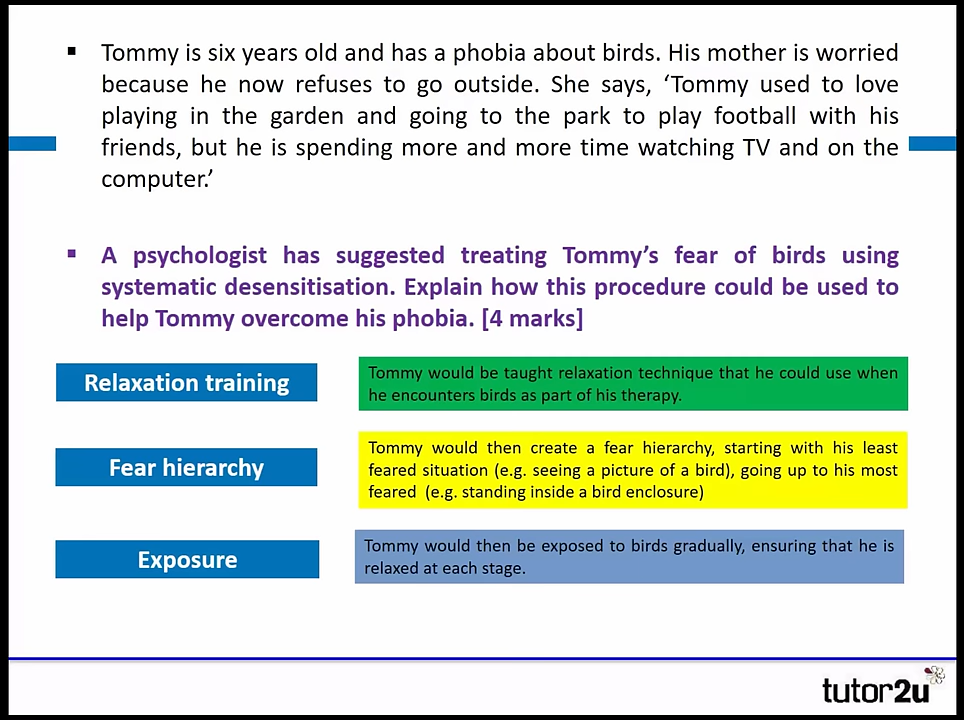 ▪ Tommy is six years old and has a phobia about birds. His mother is worried
because he now refuses to go outside. She says, ‘Tommy used to love
playing in the garden and going to the park to play football with his
friends, but he is spending more and more time watching TV and on the
computer.’
▪ A psychologist has suggested treating Tommy’s fear of birds using
systematic desensitisation. Explain how this procedure could be used to
help Tommy overcome his phobia. [4 marks]
Relaxation training
Tommy would be taught relaxation technique that he could use when
he encounters birds as part of his therapy.
Fear hierarchy
Tommy would then create a fear hierarchy, starting with his least
feared situation (e.g. seeing a picture of a bird), going up to his most
feared (e.g. standing inside a bird enclosure)
Exposure
Tommy would then be exposed to birds gradually, ensuring that he is
relaxed at each stage.
tutor2u